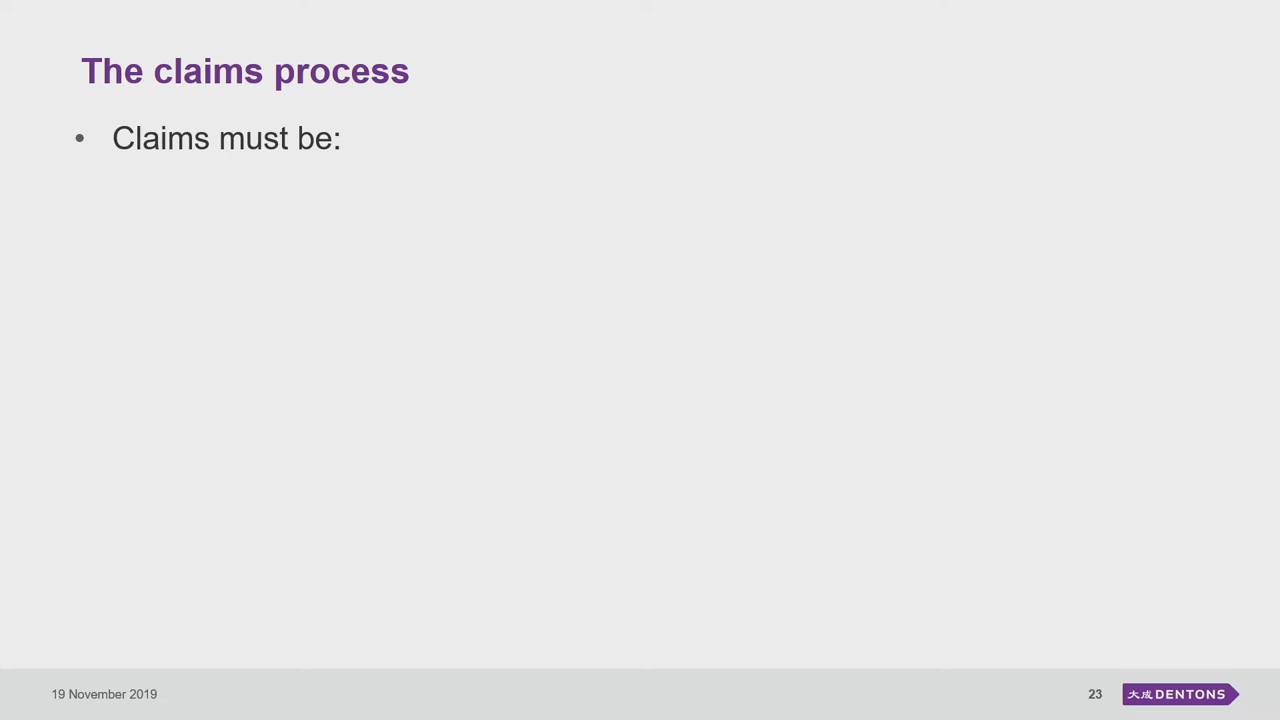 The claims process
• Claims must be:
19 November 2019
23
大成 DENTONS